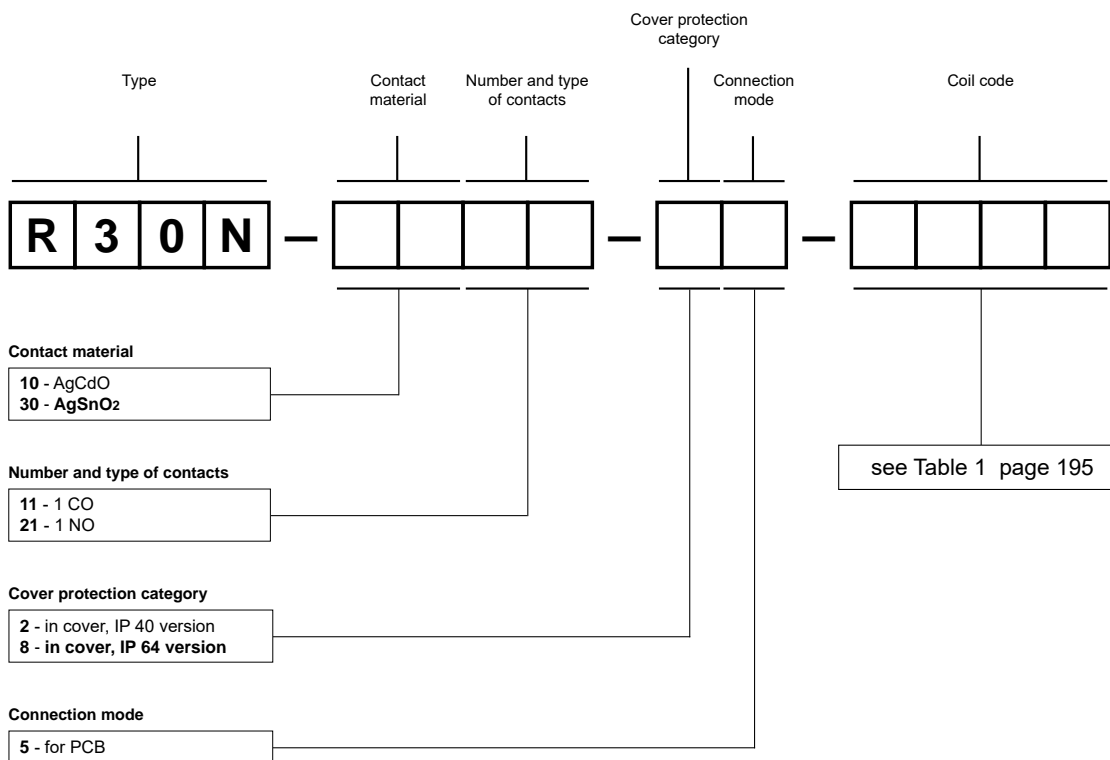 Cover protection
category
Type
Contact
material
Number and type
of contacts
Connection
mode
Coil code
R 3 0 N – – –
Contact material
10 - AgCdO
30 - AgSnO2
Number and type of contacts
11 - 1 CO
21 - 1 NO
see Table 1 page 195
Cover protection category
2 - in cover, IP 40 version
8 - in cover, IP 64 version
Connection mode
5 - for PCB